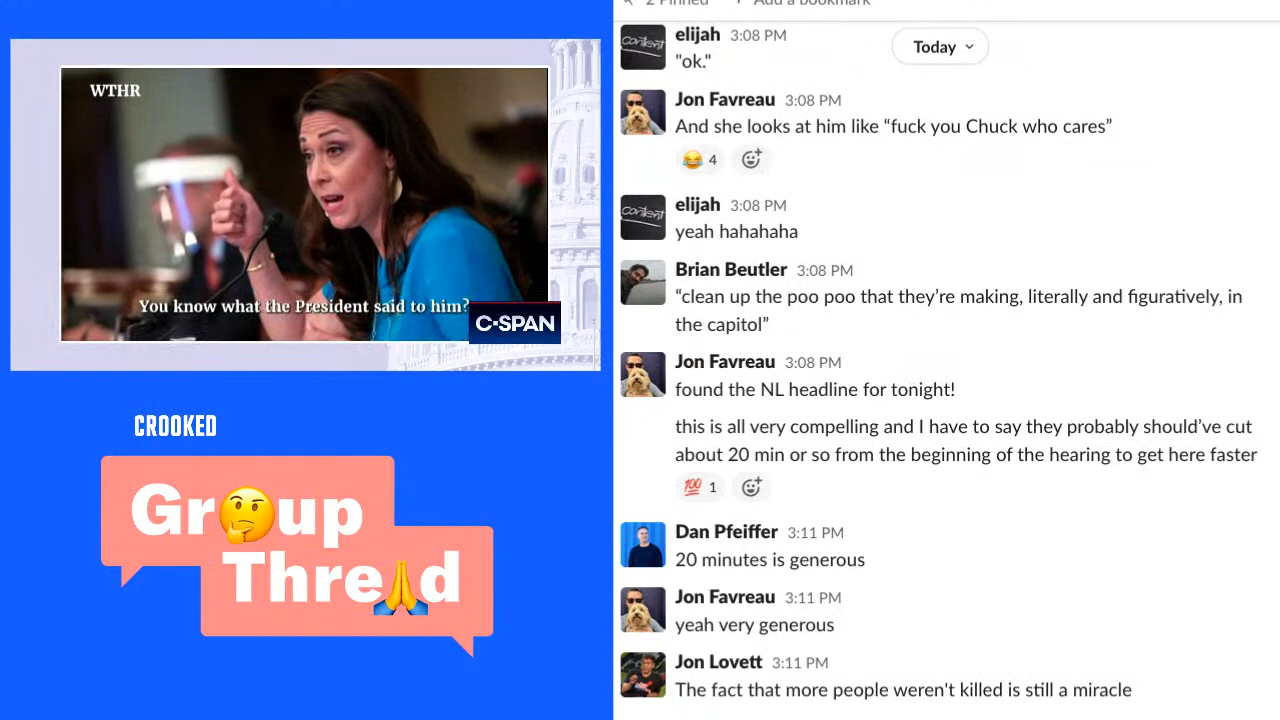 WTHR
You know what the President said to him?
C-SPAN
CROOKED
Gr🤔up
Thre🙏d
2 Pinned + Add a bookmark
Today
elijah 3:08 PM
"ok."
Jon Favreau 3:08 PM
And she looks at him like “fuck you Chuck who cares”
😂 4
elijah 3:08 PM
yeah hahahaha
Brian Beutler 3:08 PM
“clean up the poo poo that they’re making, literally and figuratively, in
the capitol”
Jon Favreau 3:08 PM
found the NL headline for tonight!
this is all very compelling and I have to say they probably should’ve cut
about 20 min or so from the beginning of the hearing to get here faster
💯 1
Dan Pfeiffer 3:11 PM
20 minutes is generous
Jon Favreau 3:11 PM
yeah very generous
Jon Lovett 3:11 PM
The fact that more people weren't killed is still a miracle
content
content